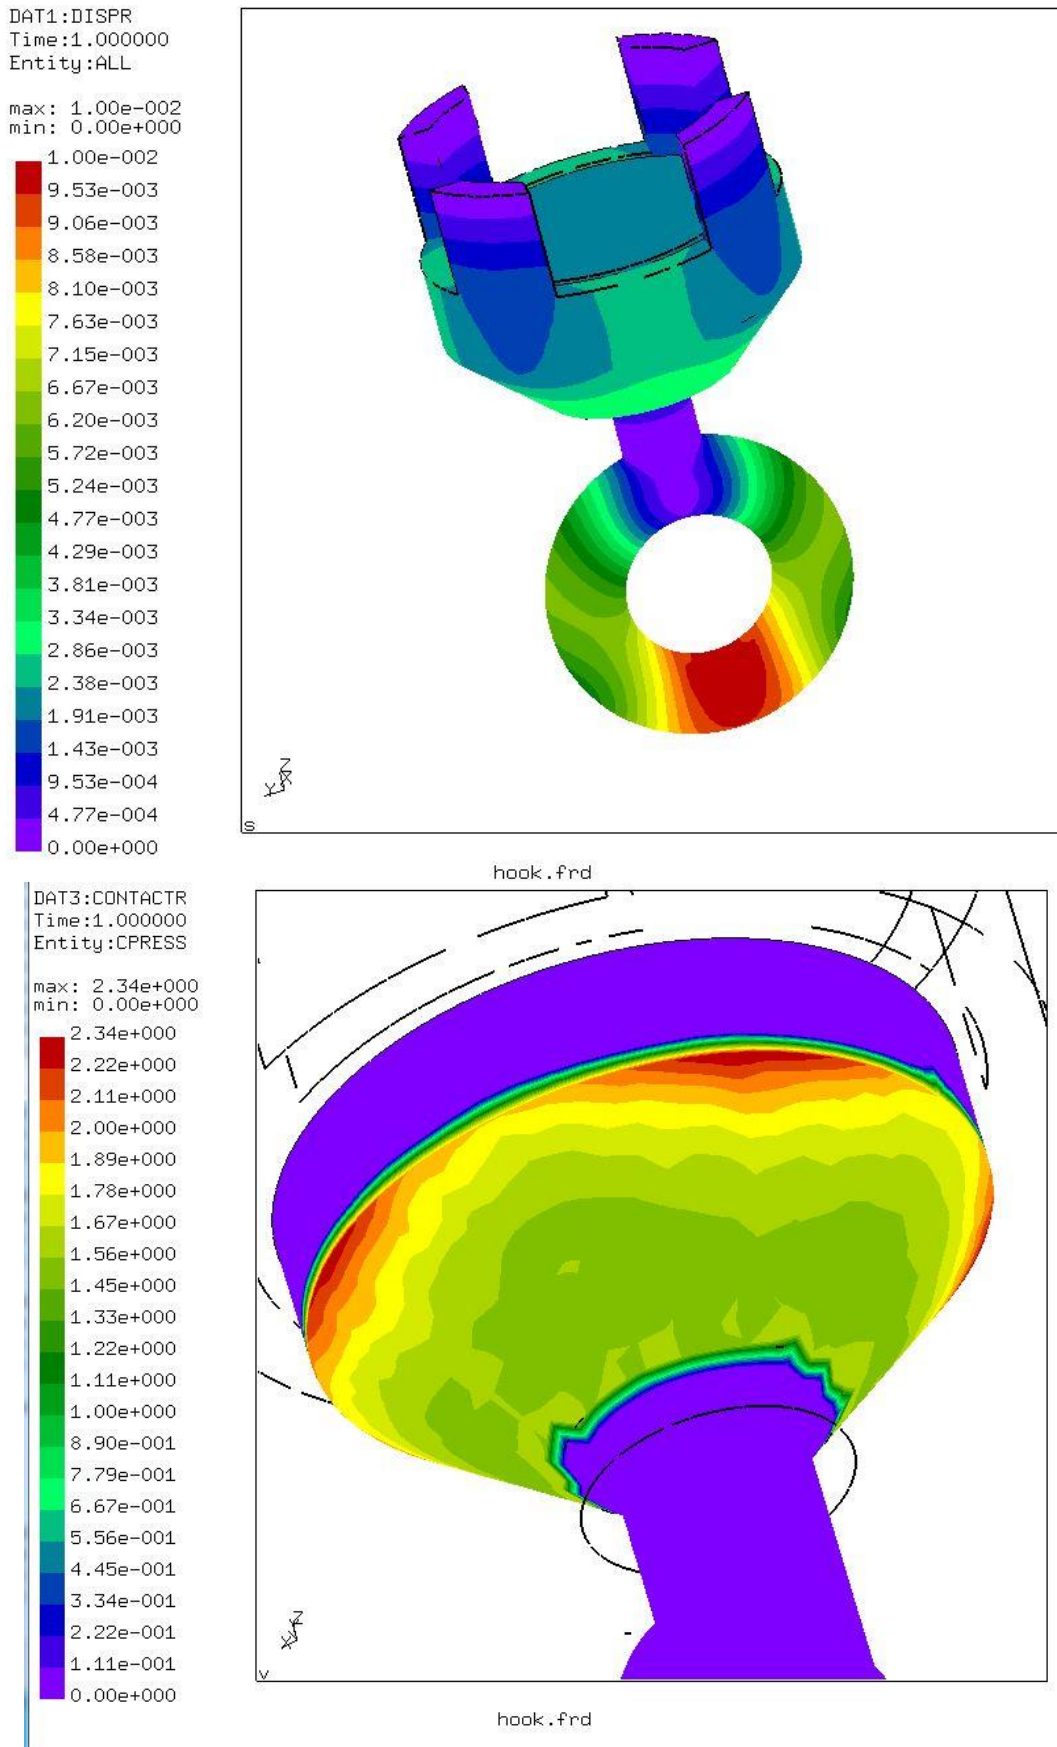 DAT1:DISPR
Time:1.000000
Entity:ALL
max: 1.00e-002
min: 0.00e+000
1.00e-002
9.53e-003
9.06e-003
8.58e-003
8.10e-003
7.63e-003
7.15e-003
6.67e-003
6.20e-003
5.72e-003
5.24e-003
4.77e-003
4.29e-003
3.81e-003
3.34e-003
2.86e-003
2.38e-003
1.91e-003
1.43e-003
9.53e-004
4.77e-004
0.00e+000
Z
X
Y
S
hook.frd
DAT3:CONTACTR
Time:1.000000
Entity:CPRESS
max: 2.34e+000
min: 0.00e+000
2.34e+000
2.22e+000
2.11e+000
2.00e+000
1.89e+000
1.78e+000
1.67e+000
1.56e+000
1.45e+000
1.33e+000
1.22e+000
1.11e+000
1.00e+000
8.90e-001
7.79e-001
6.67e-001
5.56e-001
4.45e-001
3.34e-001
2.22e-001
1.11e-001
0.00e+000
Z
X
V
hook.frd